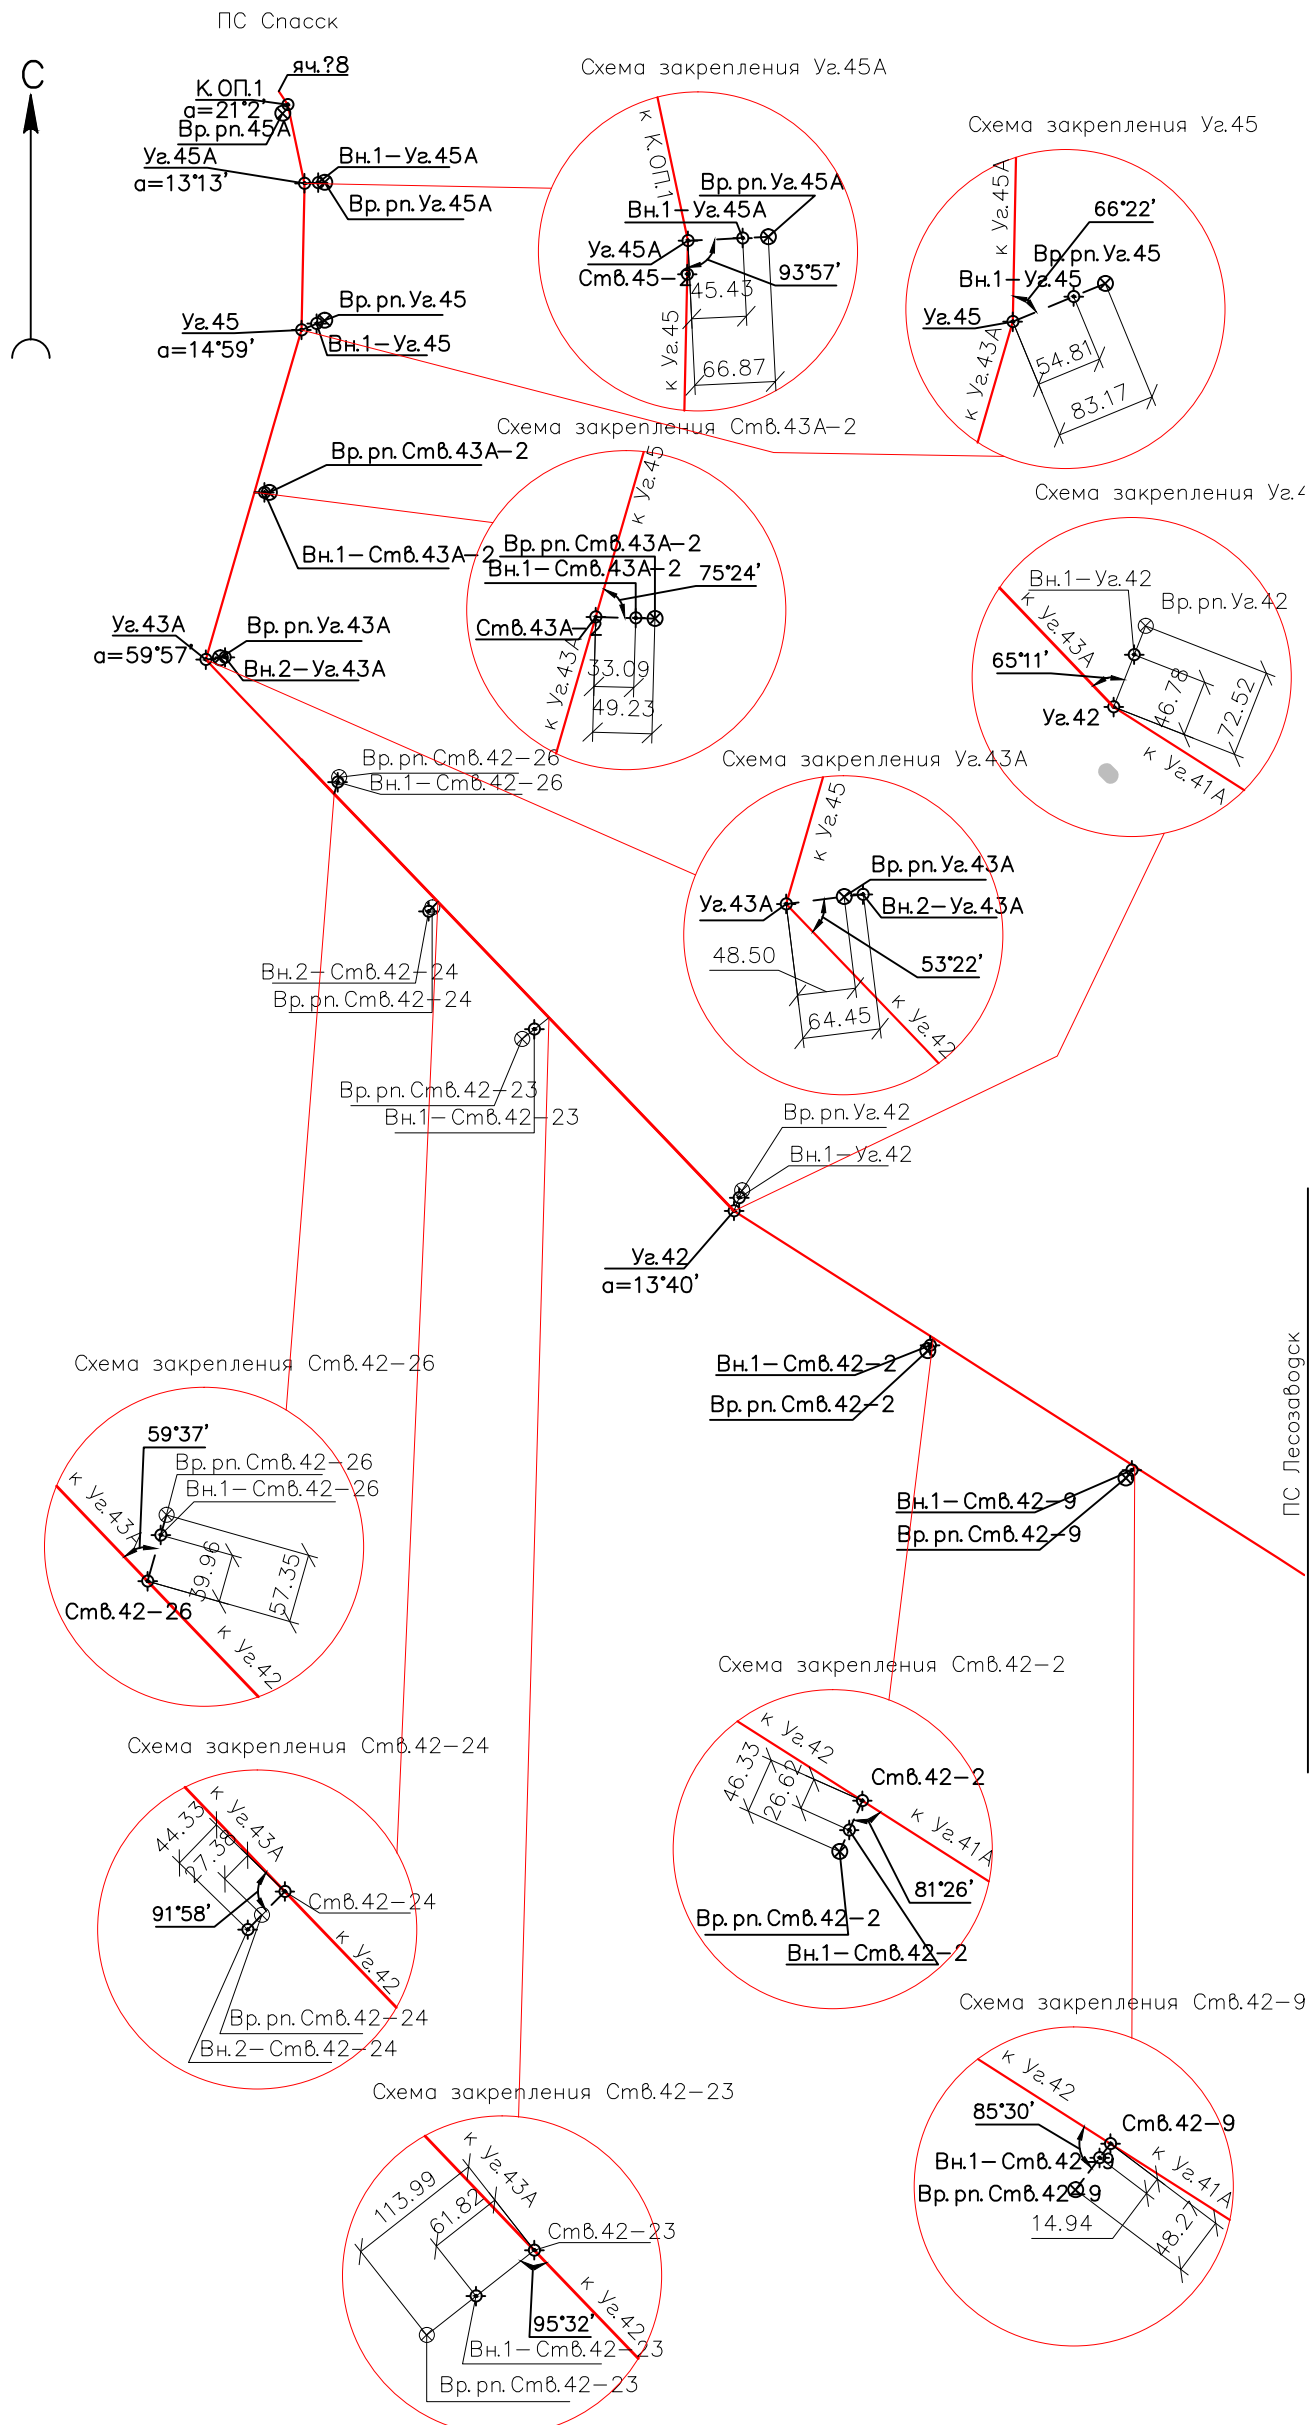 ПС Спасск
С
яч.?8
К.ОП.1
а=21°2'
Вр. рп. 45А
Уг.45А
а=13°13'
Вн.1-Уг.45А
Вр. рп. Уг.45А
Вр. рп. Уг.45
Уг.45
а=14°59'
Вн.1-Уг.45
Вр. рп. Ств.43А-2
Вн.1-Ств.43А-2
Уг.43А
а=59°57'
Вр. рп. Уг.43А
Вн.2-Уг.43А
Вр. рп. Ств.42-26
Вн.1-Ств.42-26
Вн.2-Ств.42-24
Вр. рп. Ств.42-24
Вр. рп. Ств.42-23
Вн.1-Ств.42-23
Вр. рп. Уг.42
Вн.1-Уг.42
Уг.42
а=13°40'
Вн.1-Ств.42-2
Вр. рп. Ств.42-2
Вн.1-Ств.42-9
Вр. рп. Ств.42-9
ПС Лесозаводск
Схема закрепления Уг.45А
к К.ОП.1
Вр. рп. Уг.45А
Вн.1-Уг.45А
Уг.45А
Ств.45-2
93°57'
45.43
66.87
к Уг.45
Схема закрепления Уг.45
к Уг.45А
66°22'
Вр. рп. Уг.45
Вн.1-Уг.45
Уг.45
54.81
83.17
к Уг.43А
Схема закрепления Ств.43А-2
к Уг.45
Вр. рп. Ств.43А-2
Вн.1-Ств.43А-2
75°24'
Ств.43А-2
33.09
49.23
к Уг.43А
Схема закрепления Уг.4
Вн.1-Уг.42
Вр. рп. Уг.42
к Уг.43А
65°11'
Уг.42
46.78
72.52
к Уг.41А
Схема закрепления Уг.43А
к Уг.45
Вр. рп. Уг.43А
Уг.43А
Вн.2-Уг.43А
48.50
53°22'
64.45
к Уг.42
Схема закрепления Ств.42-26
59°37'
Вр. рп. Ств.42-26
Вн.1-Ств.42-26
к Уг.43А
39.96
57.35
Ств.42-26
к Уг.42
Схема закрепления Ств.42-24
к Уг.43А
44.33
27.38
91°58'
Ств.42-24
к Уг.42
Вр. рп. Ств.42-24
Вн.2-Ств.42-24
Схема закрепления Ств.42-23
к Уг.43А
113.99
61.82
Ств.42-23
к Уг.42
95°32'
Вн.1-Ств.42-23
Вр. рп. Ств.42-23
Схема закрепления Ств.42-2
к Уг.42
46.33
26.62
Ств.42-2
к Уг.41А
81°26'
Вр. рп. Ств.42-2
Вн.1-Ств.42-2
Схема закрепления Ств.42-9
к Уг.42
85°30'
Ств.42-9
Вн.1-Ств.42-9
Вр. рп. Ств.42-9
к Уг.41А
14.94
48.27